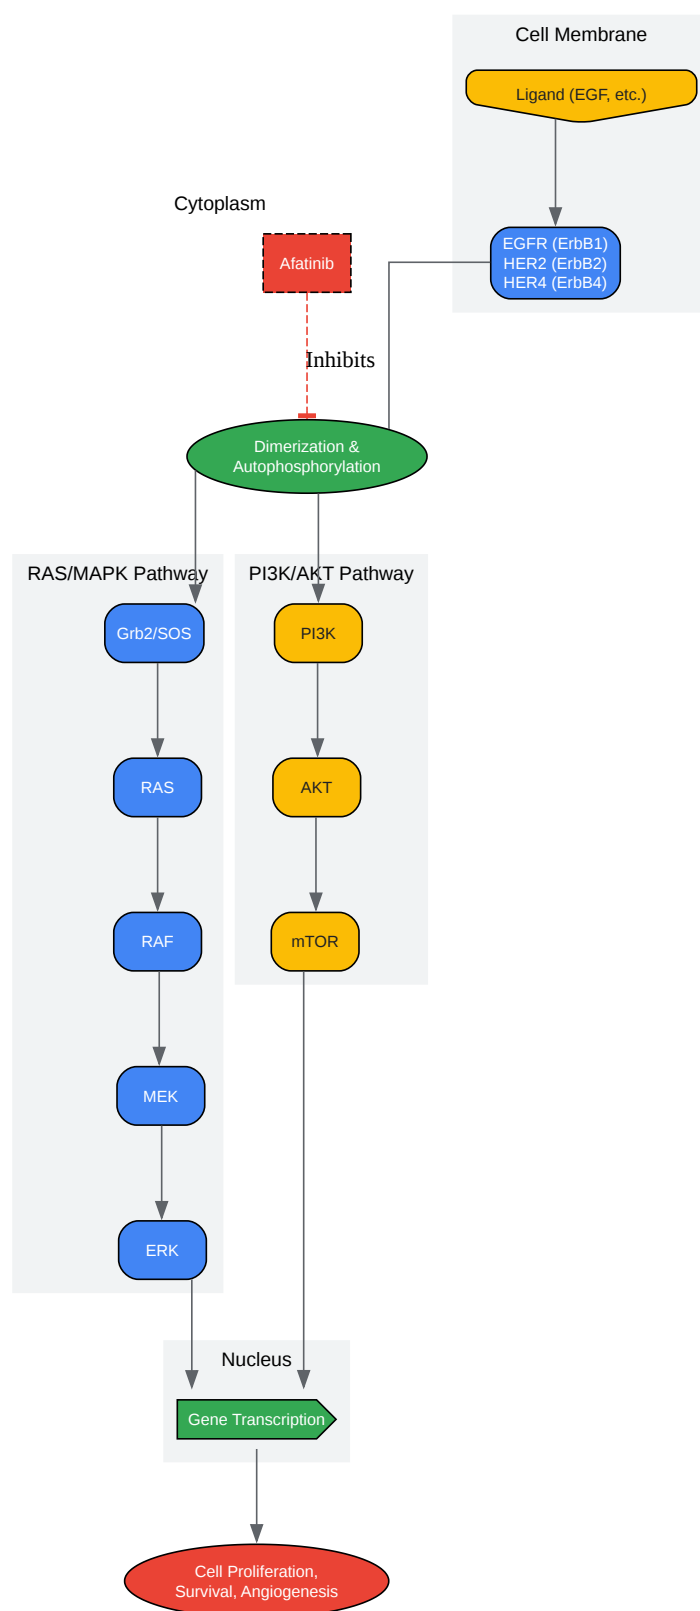 Cell Membrane
Ligand (EGF, etc.)
Cytoplasm
EGFR (ErbB1)
HER2 (ErbB2)
HER4 (ErbB4)
Afatinib
Inhibits
Dimerization &
Autophosphorylation
RAS/MAPK Pathway
PI3K/AKT Pathway
Grb2/SOS
PI3K
RAS
AKT
RAF
mTOR
MEK
ERK
Nucleus
Gene Transcription
Cell Proliferation,
Survival, Angiogenesis